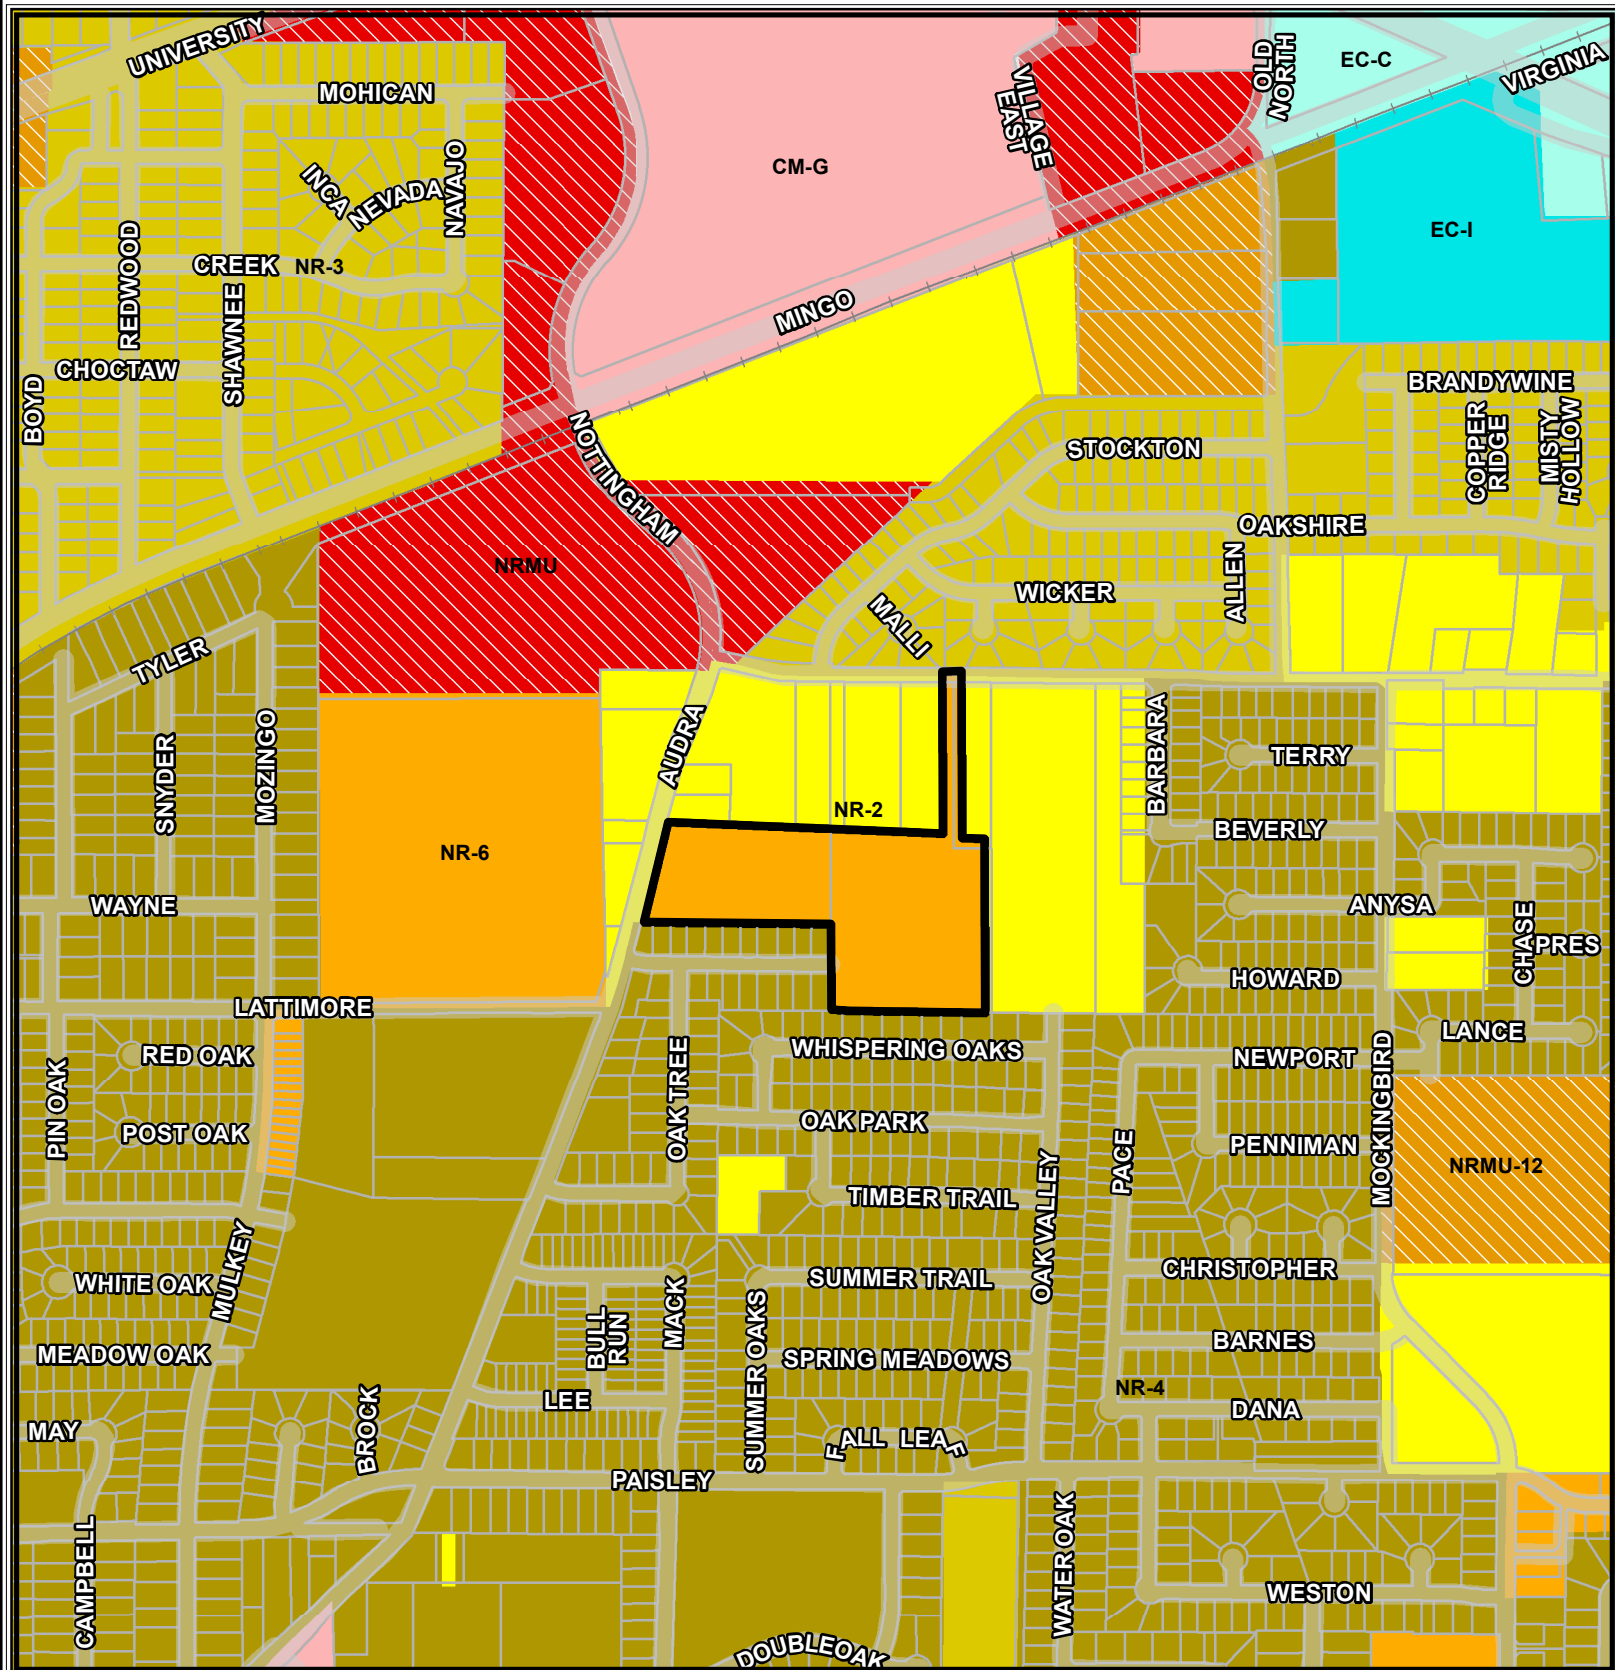 UNIVERSITY
OLD
NORTH
EC-C
VIRGINIA
MOHICAN
VILLAGE
EAST
CM-G
INCA
NEVADA
NAVAJO
EC-I
REDWOOD
CREEK
NR-3
SHAWNEE
MINGO
CHOCTAW
BOYD
BRANDYWINE
COPPER
RIDGE
MISTY
HOLLOW
NOTTINGHAM
STOCKTON
OAKSHIRE
NRMU
ALLEN
WICKER
MALLI
TYLER
SNYDER
MOZINGO
AUDRA
BARBARA
TERRY
NR-2
BEVERLY
NR-6
WAYNE
ANYSA
CHASE
PRES
HOWARD
LATTIMORE
LANCE
RED OAK
PIN OAK
POST OAK
OAK TREE
WHISPERING OAKS
NEWPORT
MOCKINGBIRD
OAK PARK
PACE
PENNIMAN
NRMU-12
TIMBER TRAIL
OAK VALLEY
MULKEY
WHITE OAK
CHRISTOPHER
SUMMER TRAIL
MACK
BULL
RUN
SUMMER OAKS
BARNES
MEADOW OAK
SPRING MEADOWS
NR-4
LEE
DANA
MAY
BROCK
FALL LEAF
PAISLEY
CAMPBELL
WATER OAK
WESTON
DOUBLEOAK